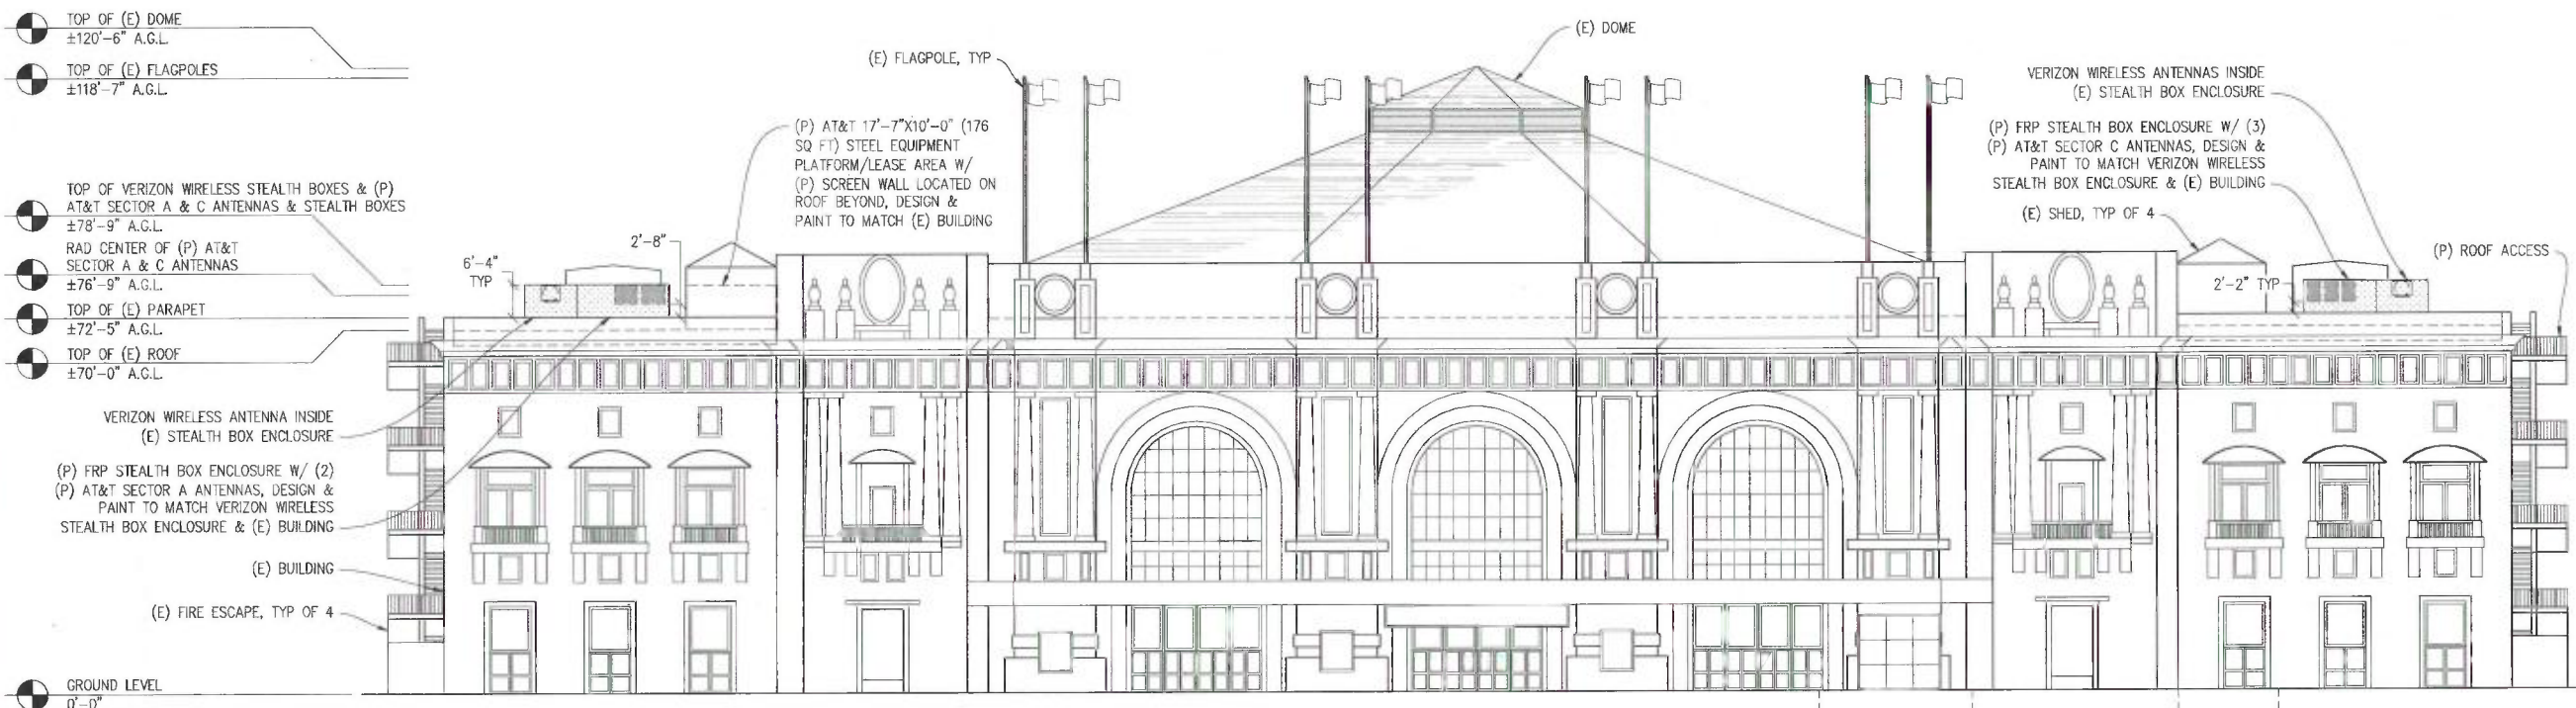 TOP OF (E) DOME
±120'-6" A.G.L.
TOP OF (E) FLAGPOLES
±118'-7" A.G.L.
TOP OF VERIZON WIRELESS STEALTH BOXES & (P)
AT&T SECTOR A & C ANTENNAS & STEALTH BOXES
±78'-9" A.G.L.
RAD CENTER OF (P) AT&T
SECTOR A & C ANTENNAS
±76'-9" A.G.L.
TOP OF (E) PARAPET
±72'-5" A.G.L.
TOP OF (E) ROOF
±70'-0" A.G.L.
VERIZON WIRELESS ANTENNA INSIDE
(E) STEALTH BOX ENCLOSURE
(P) FRP STEALTH BOX ENCLOSURE W/ (2)
(P) AT&T SECTOR A ANTENNAS, DESIGN &
PAINT TO MATCH VERIZON WIRELESS
STEALTH BOX ENCLOSURE & (E) BUILDING
(E) BUILDING
(E) FIRE ESCAPE, TYP OF 4
GROUND LEVEL
0'-0"
6'-4"
TYP
2'-8"
(E) FLAGPOLE, TYP
(P) AT&T 17'-7"X10'-0" (176
SQ FT) STEEL EQUIPMENT
PLATFORM/LEASE AREA W/
(P) SCREEN WALL LOCATED ON
ROOF BEYOND, DESIGN &
PAINT TO MATCH (E) BUILDING
(E) DOME
VERIZON WIRELESS ANTENNAS INSIDE
(E) STEALTH BOX ENCLOSURE
(P) FRP STEALTH BOX ENCLOSURE W/ (3)
(P) AT&T SECTOR C ANTENNAS, DESIGN &
PAINT TO MATCH VERIZON WIRELESS
STEALTH BOX ENCLOSURE & (E) BUILDING
(E) SHED, TYP OF 4
2'-2" TYP
(P) ROOF ACCESS